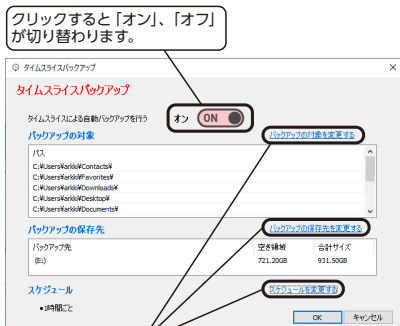 クリックすると「オン」、「オフ」
が切り替わります。
タイムスライスバックアップ
タイムスライスバックアップ
タイムスライスによる自動バックアップを行う
オン
ON
バックアップの対象
バックアップの対象を変更する
パス
C:¥Users¥arkki¥Contacts¥
C:¥Users¥arkki¥Favorites¥
C:¥Users¥arkki¥Downloads¥
C:¥Users¥arkki¥Desktop¥
C:¥Users¥arkki¥Documents¥
バックアップの保存先
バックアップの保存先を変更する
バックアップ先 空き領域 合計サイズ
(E:) 721.20GB 931.50GB
スケジュール
スケジュールを変更する
•1時間ごと
OK
キャンセル